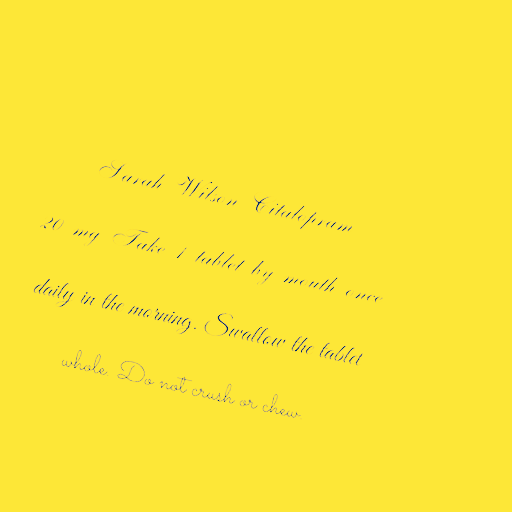 Sarah Wilson Citalopram
20 mg Take 1 tablet by mouth once
daily in the morning. Swallow the tablet
whole. Do not crush or chew.